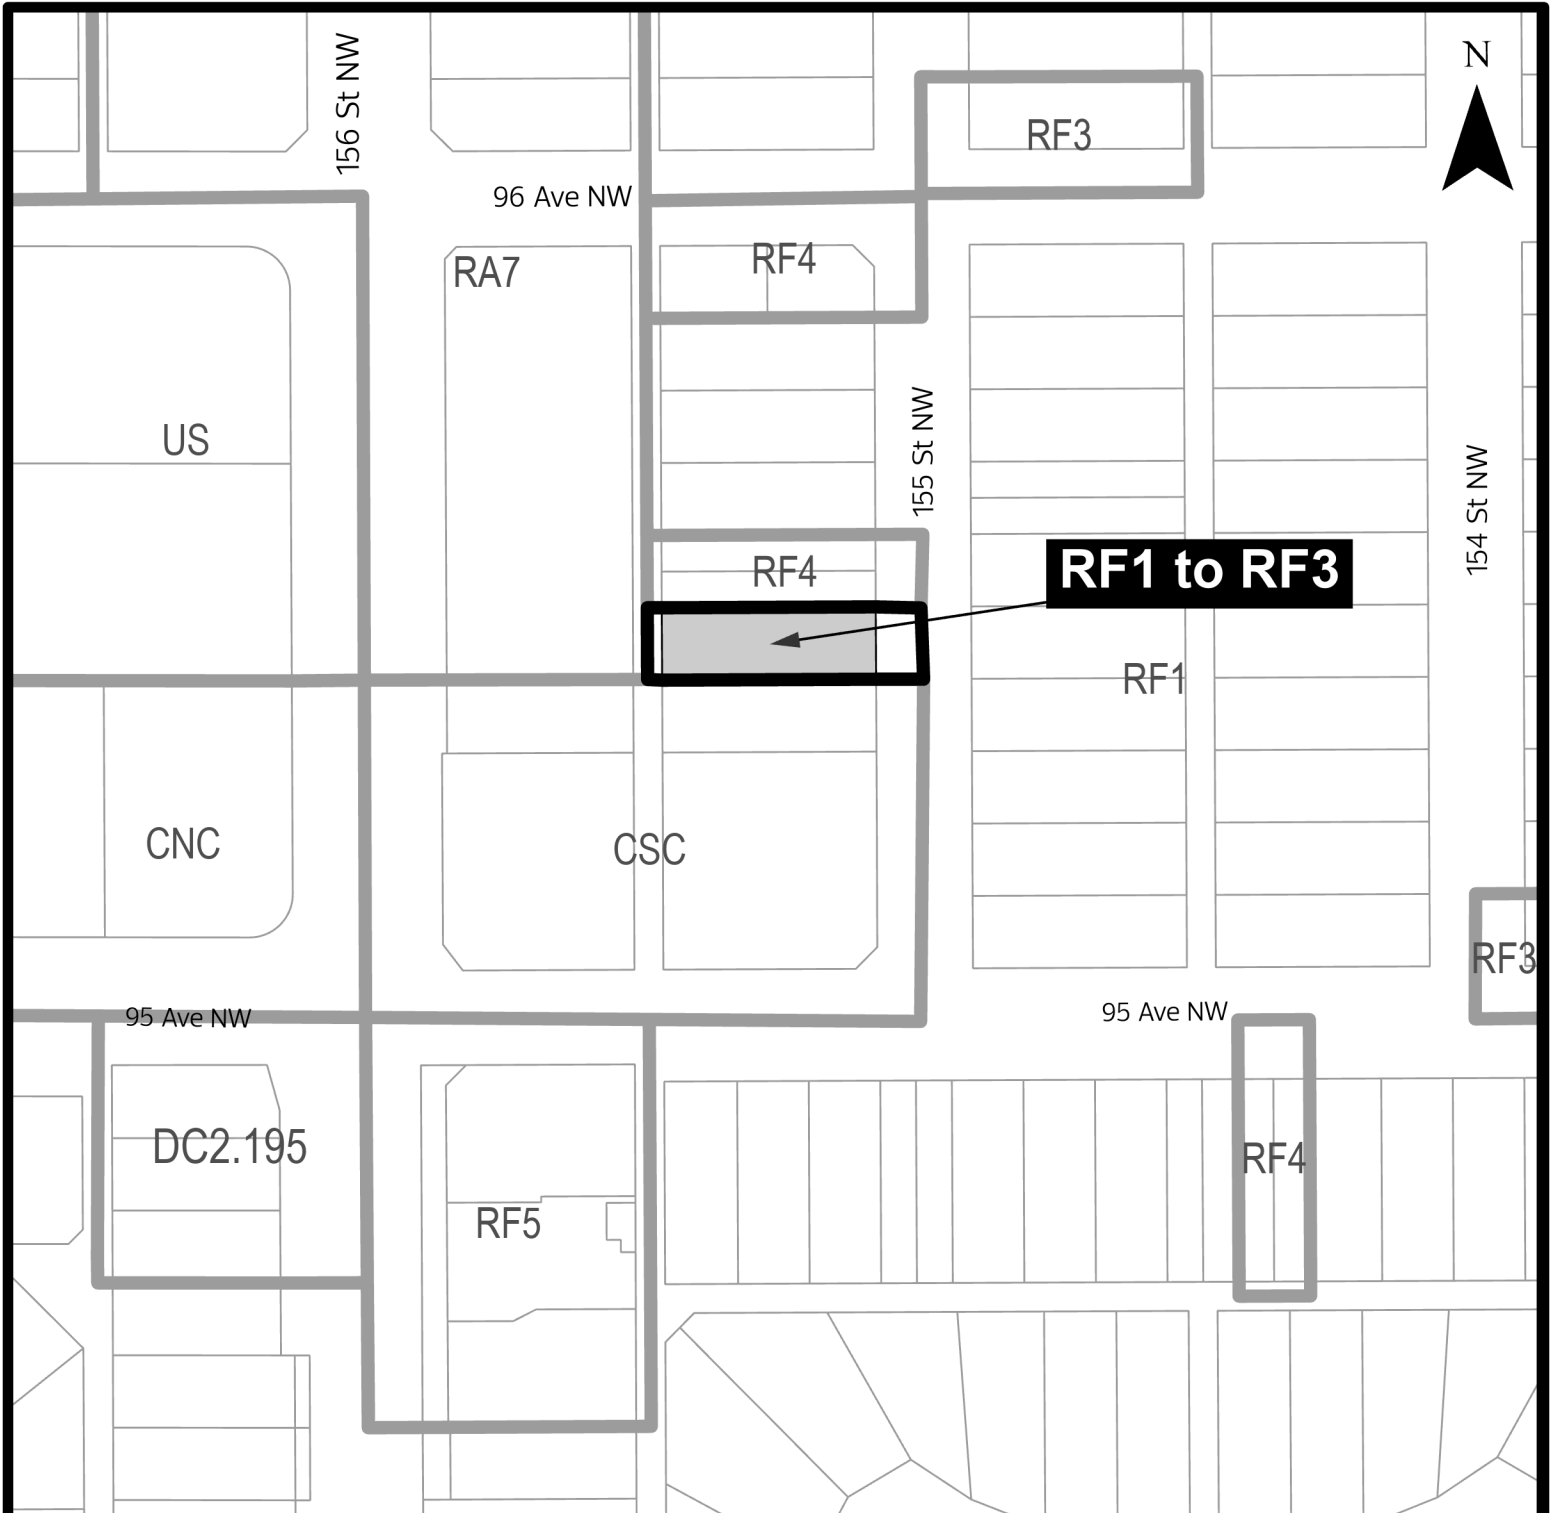 156 St NW
N
RF3
96 Ave NW
RF4
RA7
US
155 St NW
154 St NW
RF4
RF1 to RF3
RF1
CNC
CSC
RF3
95 Ave NW
95 Ave NW
DC2.195
RF4
RF5